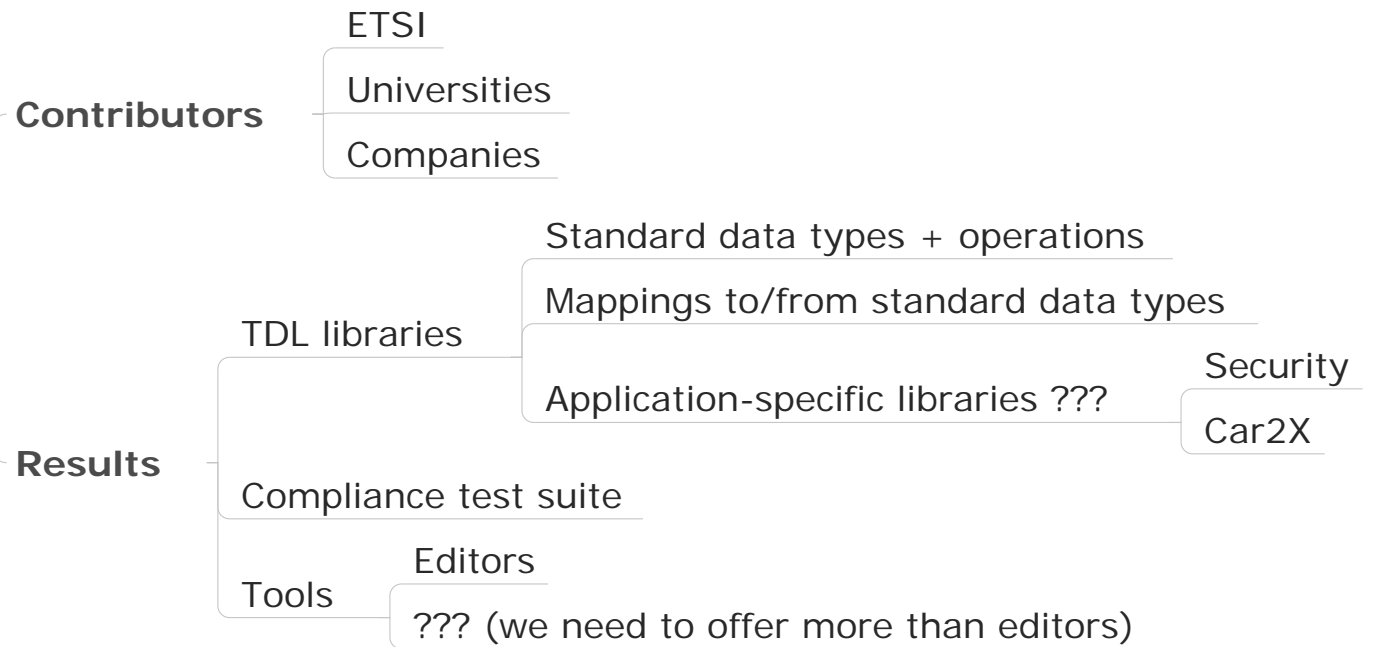 Contributors
ETSI
Universities
Companies
Results
TDL libraries
Standard data types + operations
Mappings to/from standard data types
Application-specific libraries ???
Security
Car2X
Compliance test suite
Tools
Editors
??? (we need to offer more than editors)